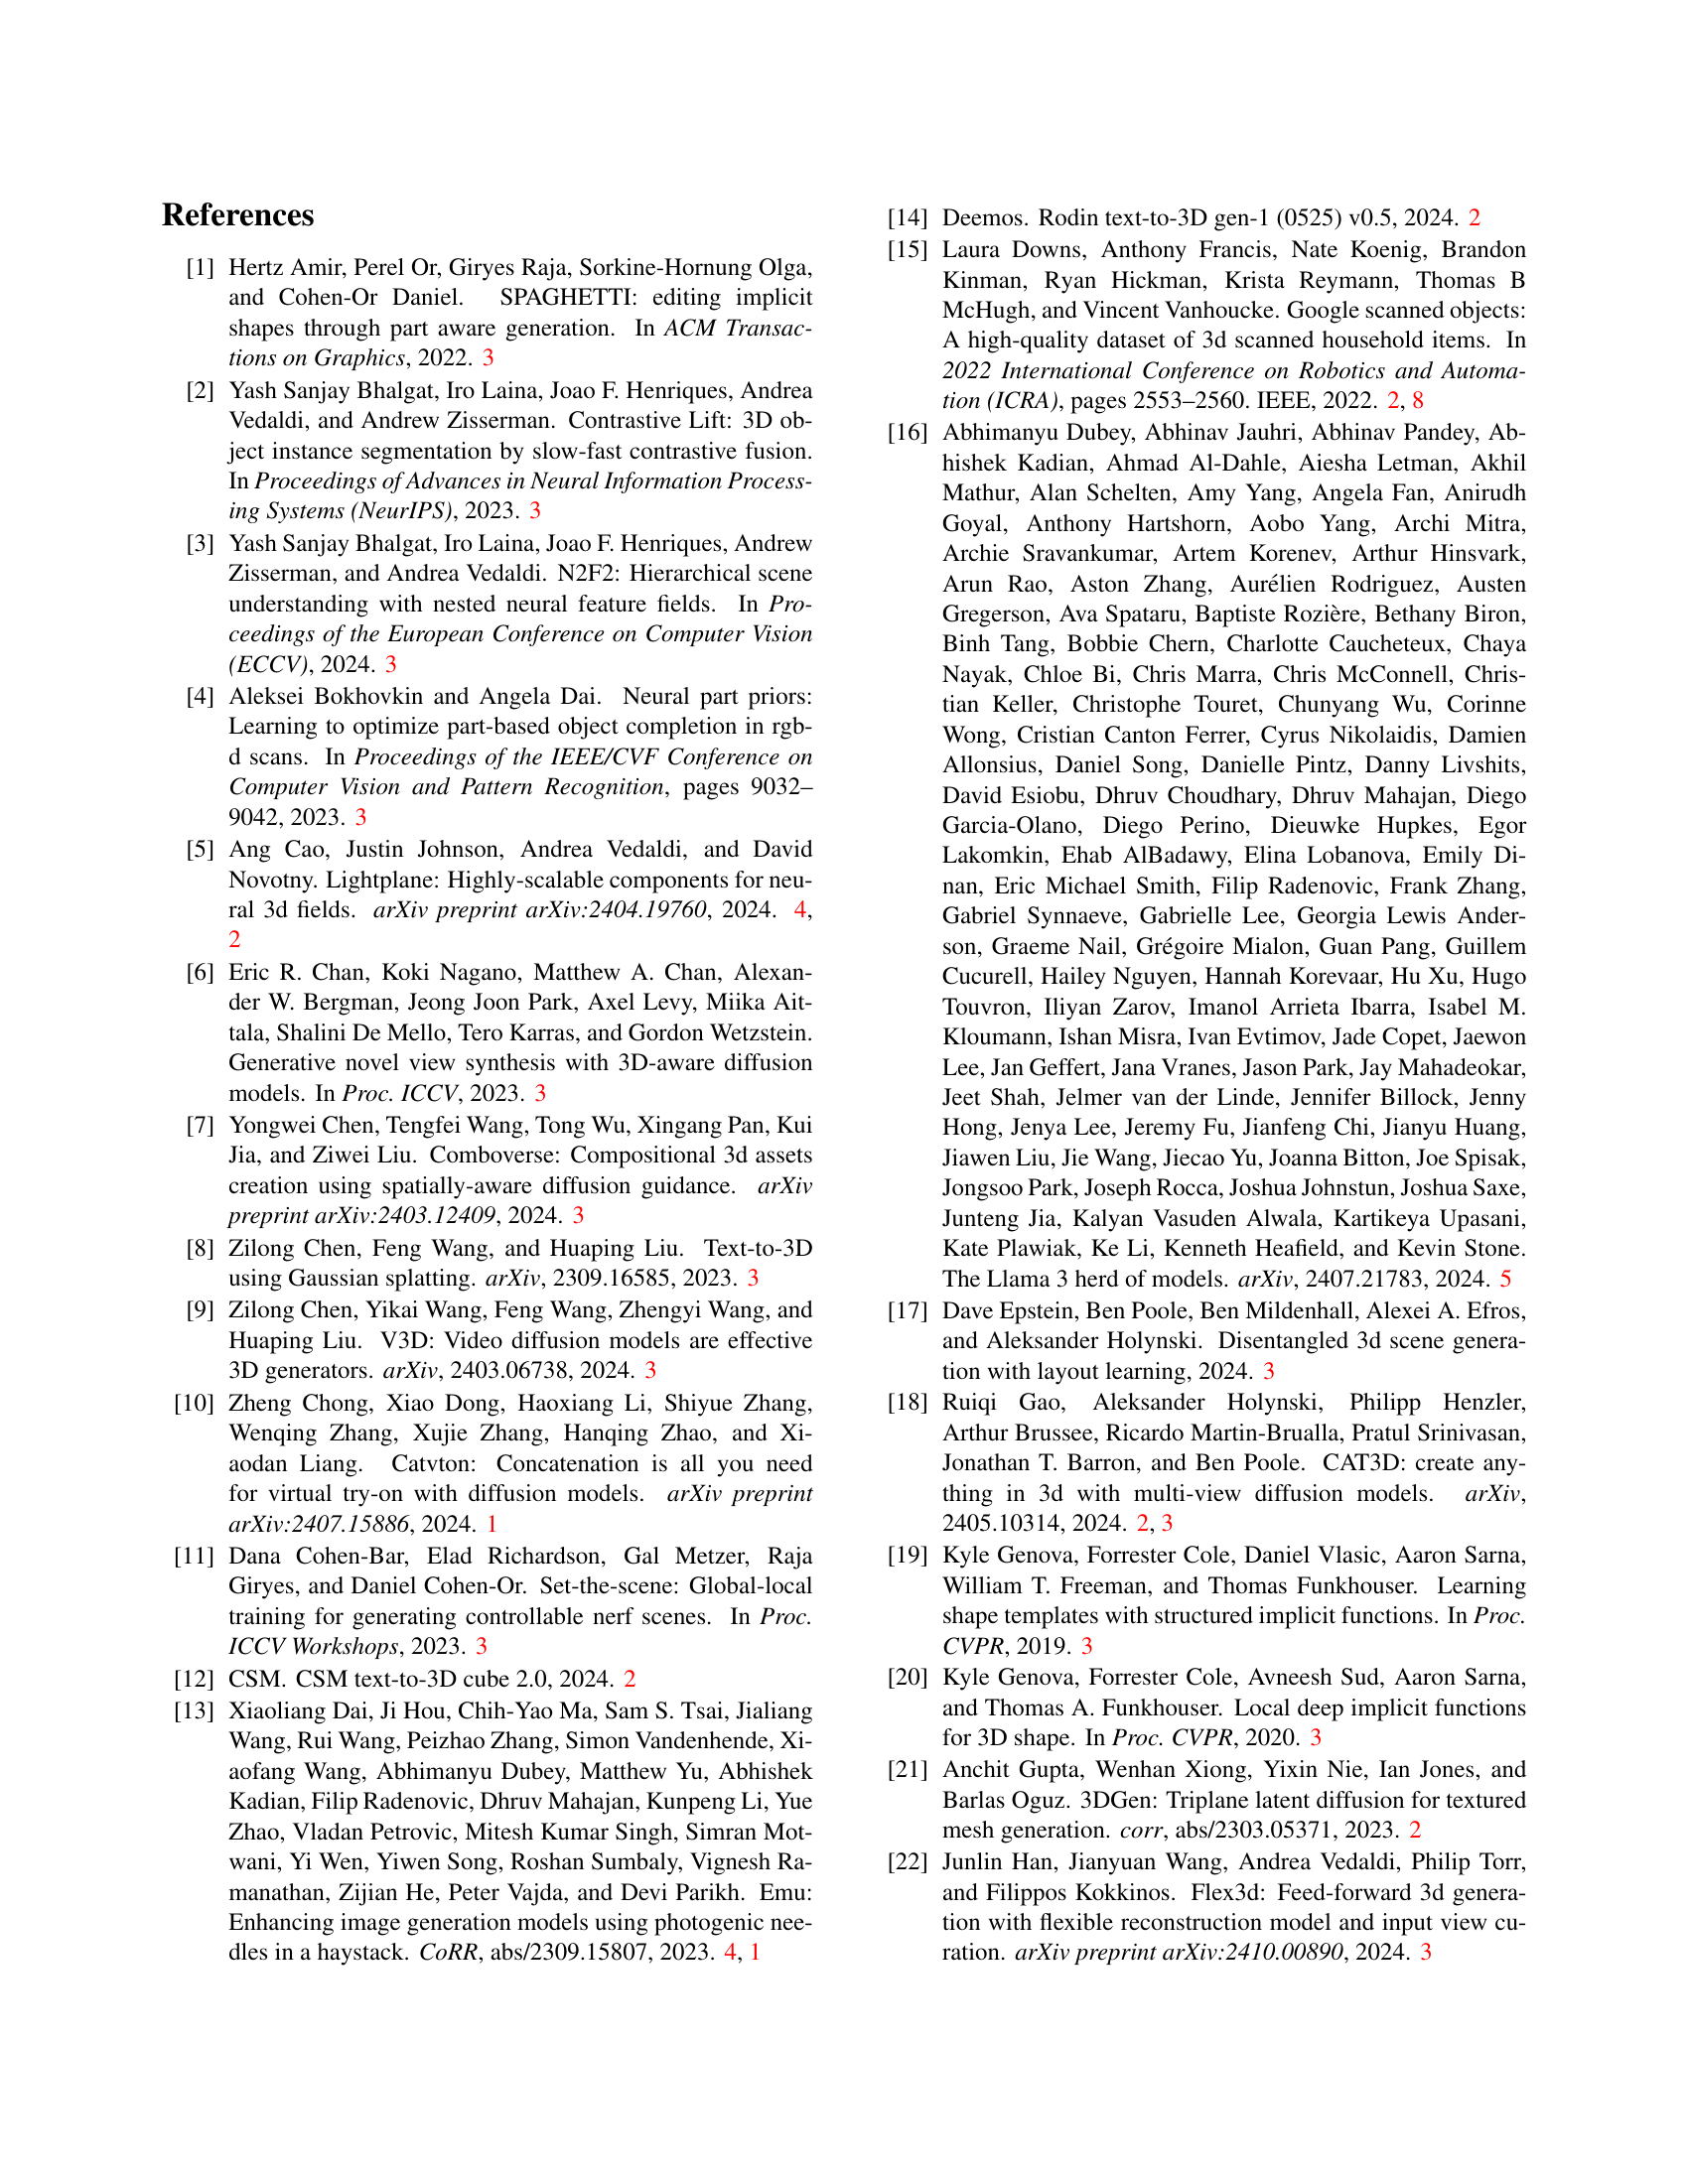 References
[1] Hertz Amir, Perel Or, Giryes Raja, Sorkine-Hornung Olga,
and Cohen-Or Daniel. SPAGHETTI: editing implicit
shapes through part aware generation. In ACM Transac-
tions on Graphics, 2022. 3
[2] Yash Sanjay Bhalgat, Iro Laina, Joao F. Henriques, Andrea
Vedaldi, and Andrew Zisserman. Contrastive Lift: 3D ob-
ject instance segmentation by slow-fast contrastive fusion.
In Proceedings of Advances in Neural Information Process-
ing Systems (NeurIPS), 2023. 3
[3] Yash Sanjay Bhalgat, Iro Laina, Joao F. Henriques, Andrew
Zisserman, and Andrea Vedaldi. N2F2: Hierarchical scene
understanding with nested neural feature fields. In Pro-
ceedings of the European Conference on Computer Vision
(ECCV), 2024. 3
[4] Aleksei Bokhovkin and Angela Dai. Neural part priors:
Learning to optimize part-based object completion in rgb-
d scans. In Proceedings of the IEEE/CVF Conference on
Computer Vision and Pattern Recognition, pages 9032–
9042, 2023. 3
[5] Ang Cao, Justin Johnson, Andrea Vedaldi, and David
Novotny. Lightplane: Highly-scalable components for neu-
ral 3d fields. arXiv preprint arXiv:2404.19760, 2024. 4,
2
[6] Eric R. Chan, Koki Nagano, Matthew A. Chan, Alexan-
der W. Bergman, Jeong Joon Park, Axel Levy, Miika Ait-
tala, Shalini De Mello, Tero Karras, and Gordon Wetzstein.
Generative novel view synthesis with 3D-aware diffusion
models. In Proc. ICCV, 2023. 3
[7] Yongwei Chen, Tengfei Wang, Tong Wu, Xingang Pan, Kui
Jia, and Ziwei Liu. Comboverse: Compositional 3d assets
creation using spatially-aware diffusion guidance. arXiv
preprint arXiv:2403.12409, 2024. 3
[8] Zilong Chen, Feng Wang, and Huaping Liu. Text-to-3D
using Gaussian splatting. arXiv, 2309.16585, 2023. 3
[9] Zilong Chen, Yikai Wang, Feng Wang, Zhengyi Wang, and
Huaping Liu. V3D: Video diffusion models are effective
3D generators. arXiv, 2403.06738, 2024. 3
[10] Zheng Chong, Xiao Dong, Haoxiang Li, Shiyue Zhang,
Wenqing Zhang, Xujie Zhang, Hanqing Zhao, and Xi-
aodan Liang. Catvton: Concatenation is all you need
for virtual try-on with diffusion models. arXiv preprint
arXiv:2407.15886, 2024. 1
[11] Dana Cohen-Bar, Elad Richardson, Gal Metzer, Raja
Giryes, and Daniel Cohen-Or. Set-the-scene: Global-local
training for generating controllable nerf scenes. In Proc.
ICCV Workshops, 2023. 3
[12] CSM. CSM text-to-3D cube 2.0, 2024. 2
[13] Xiaoliang Dai, Ji Hou, Chih-Yao Ma, Sam S. Tsai, Jialiang
Wang, Rui Wang, Peizhao Zhang, Simon Vandenhende, Xi-
aofang Wang, Abhimanyu Dubey, Matthew Yu, Abhishek
Kadian, Filip Radenovic, Dhruv Mahajan, Kunpeng Li, Yue
Zhao, Vladan Petrovic, Mitesh Kumar Singh, Simran Mot-
wani, Yi Wen, Yiwen Song, Roshan Sumbaly, Vignesh Ra-
manathan, Zijian He, Peter Vajda, and Devi Parikh. Emu:
Enhancing image generation models using photogenic nee-
dles in a haystack. CoRR, abs/2309.15807, 2023. 4, 1
[14] Deemos. Rodin text-to-3D gen-1 (0525) v0.5, 2024. 2
[15] Laura Downs, Anthony Francis, Nate Koenig, Brandon
Kinman, Ryan Hickman, Krista Reymann, Thomas B
McHugh, and Vincent Vanhoucke. Google scanned objects:
A high-quality dataset of 3d scanned household items. In
2022 International Conference on Robotics and Automa-
tion (ICRA), pages 2553–2560. IEEE, 2022. 2, 8
[16] Abhimanyu Dubey, Abhinav Jauhri, Abhinav Pandey, Ab-
hishek Kadian, Ahmad Al-Dahle, Aiesha Letman, Akhil
Mathur, Alan Schelten, Amy Yang, Angela Fan, Anirudh
Goyal, Anthony Hartshorn, Aobo Yang, Archi Mitra,
Archie Sravankumar, Artem Korenev, Arthur Hinsvark,
Arun Rao, Aston Zhang, Aurélien Rodriguez, Austen
Gregerson, Ava Spataru, Baptiste Rozière, Bethany Biron,
Binh Tang, Bobbie Chern, Charlotte Caucheteux, Chaya
Nayak, Chloe Bi, Chris Marra, Chris McConnell, Chris-
tian Keller, Christophe Touret, Chunyang Wu, Corinne
Wong, Cristian Canton Ferrer, Cyrus Nikolaidis, Damien
Allonsius, Daniel Song, Danielle Pintz, Danny Livshits,
David Esiobu, Dhruv Choudhary, Dhruv Mahajan, Diego
Garcia-Olano, Diego Perino, Dieuwke Hupkes, Egor
Lakomkin, Ehab AlBadawy, Elina Lobanova, Emily Di-
nan, Eric Michael Smith, Filip Radenovic, Frank Zhang,
Gabriel Synnaeve, Gabrielle Lee, Georgia Lewis Ander-
son, Graeme Nail, Grégoire Mialon, Guan Pang, Guillem
Cucurell, Hailey Nguyen, Hannah Korevaar, Hu Xu, Hugo
Touvron, Iliyan Zarov, Imanol Arrieta Ibarra, Isabel M.
Kloumann, Ishan Misra, Ivan Evtimov, Jade Copet, Jaewon
Lee, Jan Geffert, Jana Vranes, Jason Park, Jay Mahadeokar,
Jeet Shah, Jelmer van der Linde, Jennifer Billock, Jenny
Hong, Jenya Lee, Jeremy Fu, Jianfeng Chi, Jianyu Huang,
Jiawen Liu, Jie Wang, Jiecao Yu, Joanna Bitton, Joe Spisak,
Jongsoo Park, Joseph Rocca, Joshua Johnstun, Joshua Saxe,
Junteng Jia, Kalyan Vasuden Alwala, Kartikeya Upasani,
Kate Plawiak, Ke Li, Kenneth Heafield, and Kevin Stone.
The Llama 3 herd of models. arXiv, 2407.21783, 2024. 5
[17] Dave Epstein, Ben Poole, Ben Mildenhall, Alexei A. Efros,
and Aleksander Holynski. Disentangled 3d scene genera-
tion with layout learning, 2024. 3
[18] Ruiqi Gao, Aleksander Holynski, Philipp Henzler,
Arthur Brussee, Ricardo Martin-Brualla, Pratul Srinivasan,
Jonathan T. Barron, and Ben Poole. CAT3D: create any-
thing in 3d with multi-view diffusion models. arXiv,
2405.10314, 2024. 2, 3
[19] Kyle Genova, Forrester Cole, Daniel Vlasic, Aaron Sarna,
William T. Freeman, and Thomas Funkhouser. Learning
shape templates with structured implicit functions. In Proc.
CVPR, 2019. 3
[20] Kyle Genova, Forrester Cole, Avneesh Sud, Aaron Sarna,
and Thomas A. Funkhouser. Local deep implicit functions
for 3D shape. In Proc. CVPR, 2020. 3
[21] Anchit Gupta, Wenhan Xiong, Yixin Nie, Ian Jones, and
Barlas Oguz. 3DGen: Triplane latent diffusion for textured
mesh generation. corr, abs/2303.05371, 2023. 2
[22] Junlin Han, Jianyuan Wang, Andrea Vedaldi, Philip Torr,
and Filippos Kokkinos. Flex3d: Feed-forward 3d genera-
tion with flexible reconstruction model and input view cu-
ration. arXiv preprint arXiv:2410.00890, 2024. 3